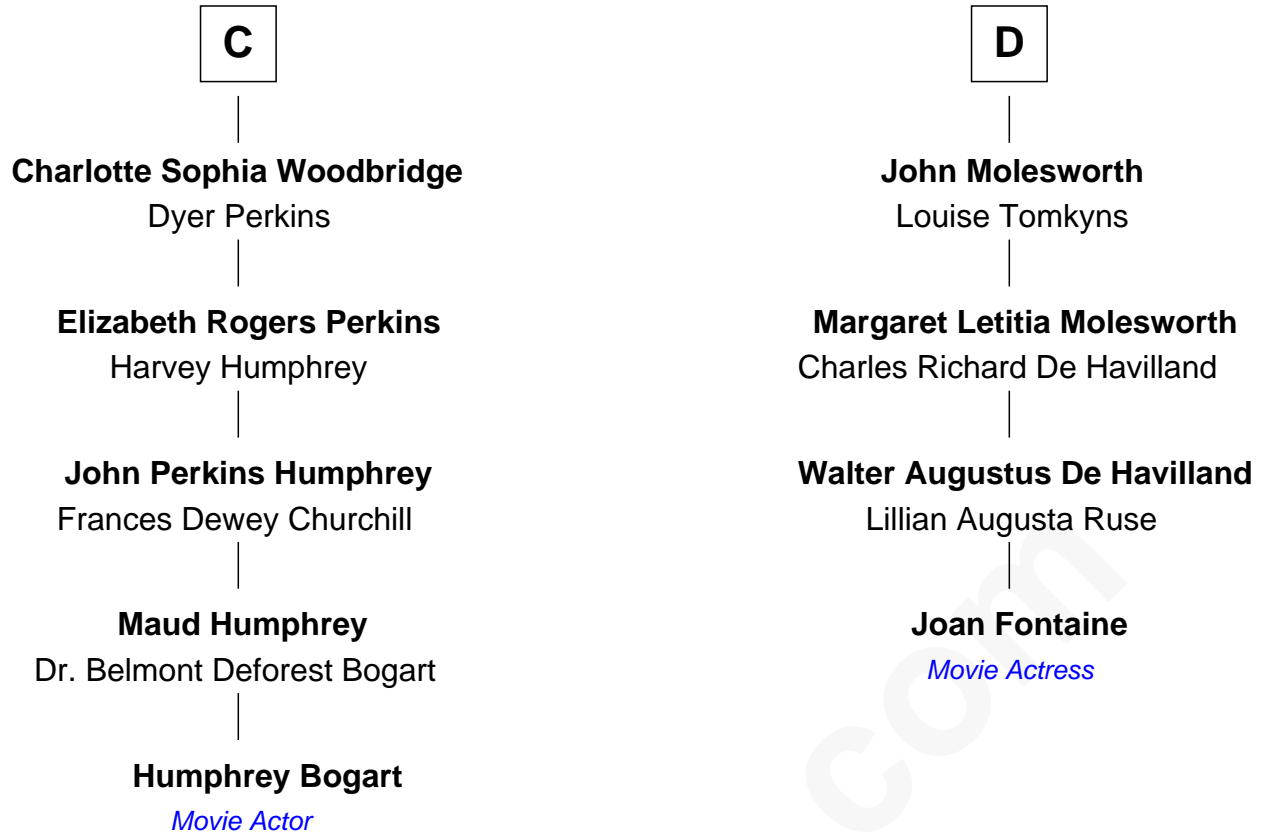 C
Charlotte Sophia Woodbridge
Dyer Perkins
Elizabeth Rogers Perkins
Harvey Humphrey
John Perkins Humphrey
Frances Dewey Churchill
Maud Humphrey
Dr. Belmont Deforest Bogart
Humphrey Bogart
Movie Actor
D
John Molesworth
Louise Tomkyns
Margaret Letitia Molesworth
Charles Richard De Havilland
Walter Augustus De Havilland
Lillian Augusta Ruse
Joan Fontaine
Movie Actress
com